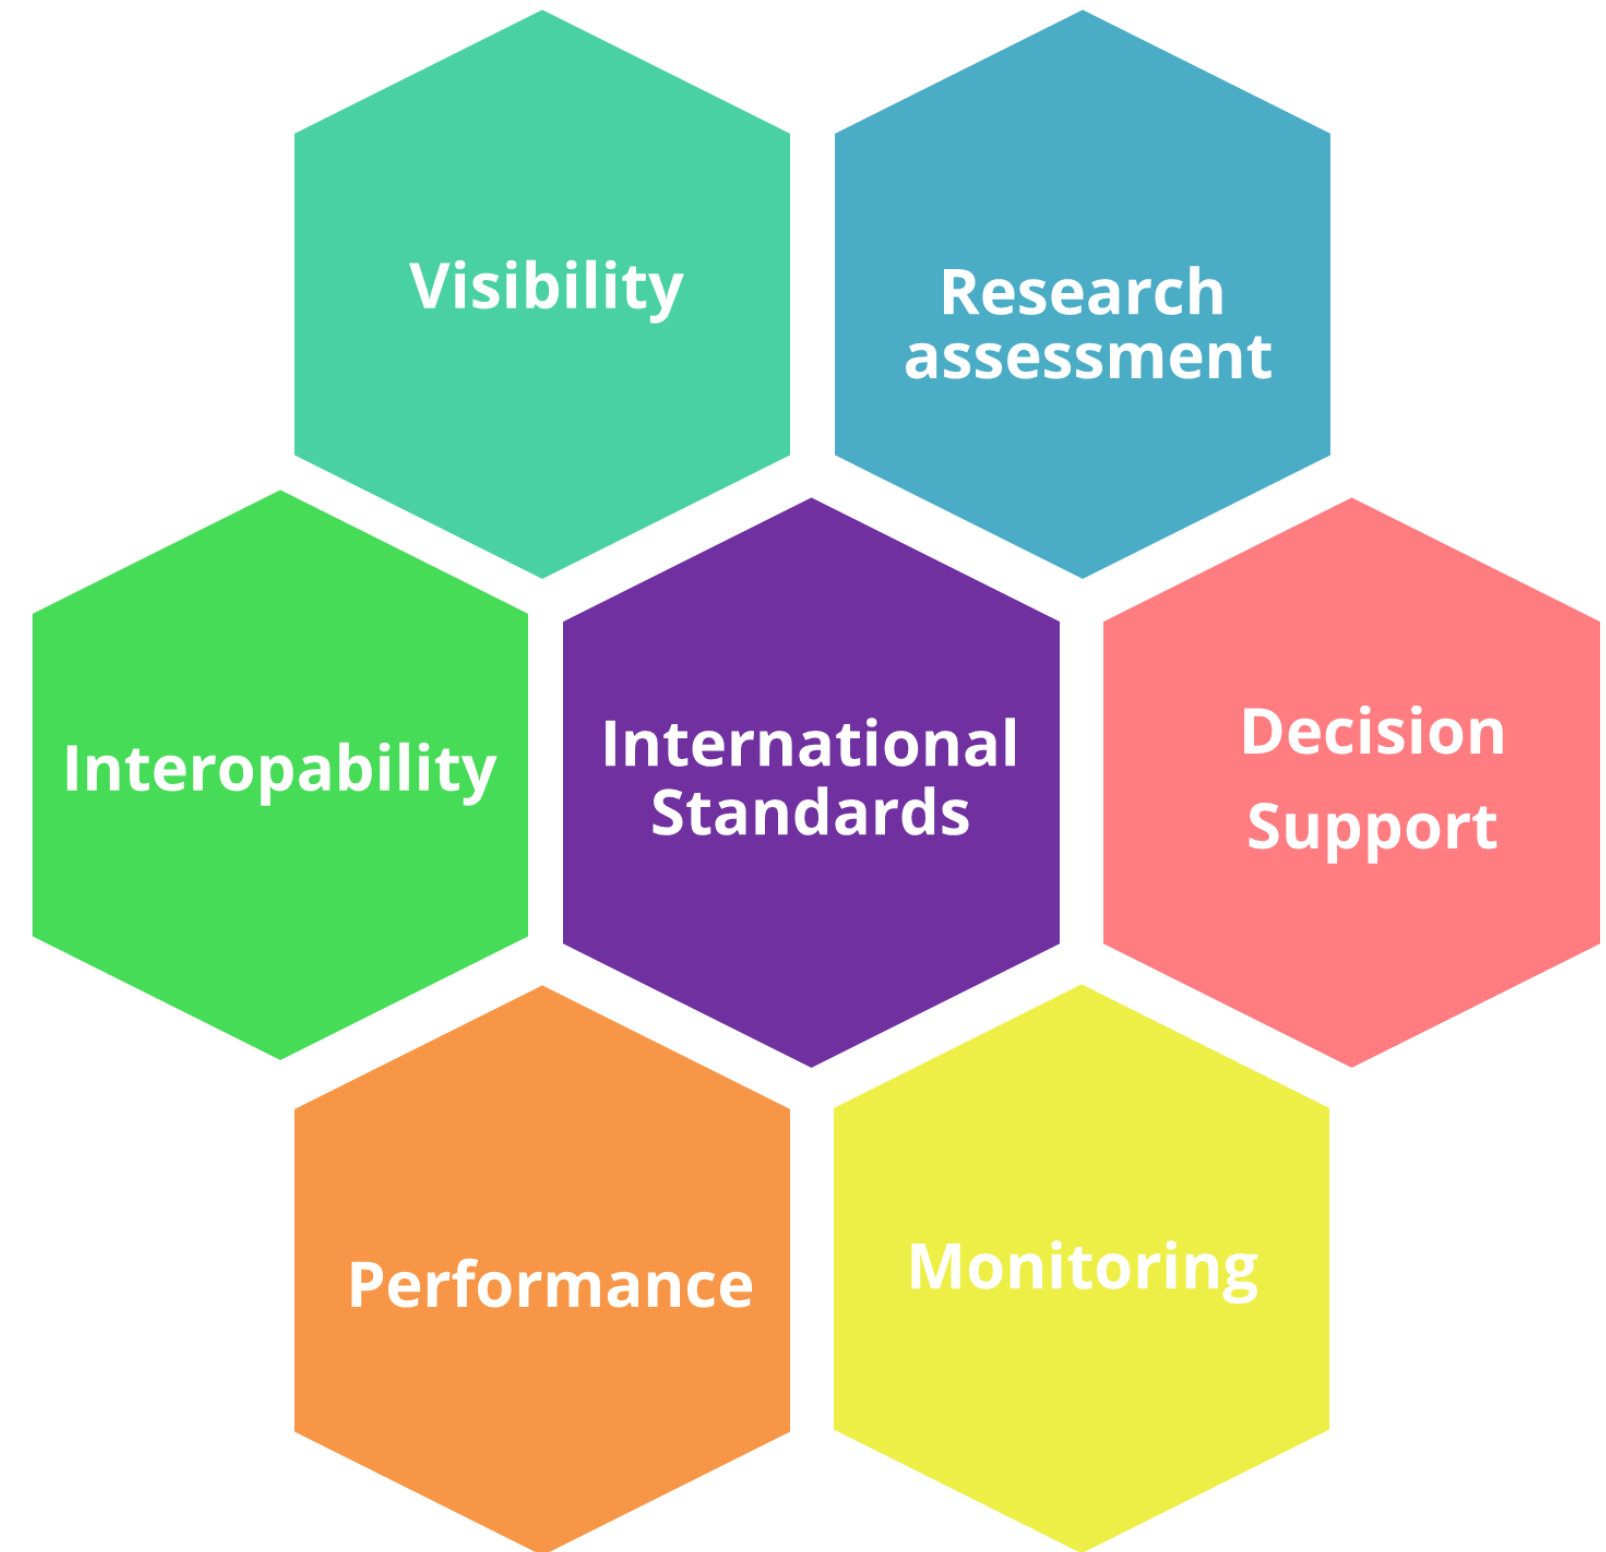 Visibility
Research
assessment
Interopability
International
Standards
Decision
Support
Performance
Monitoring